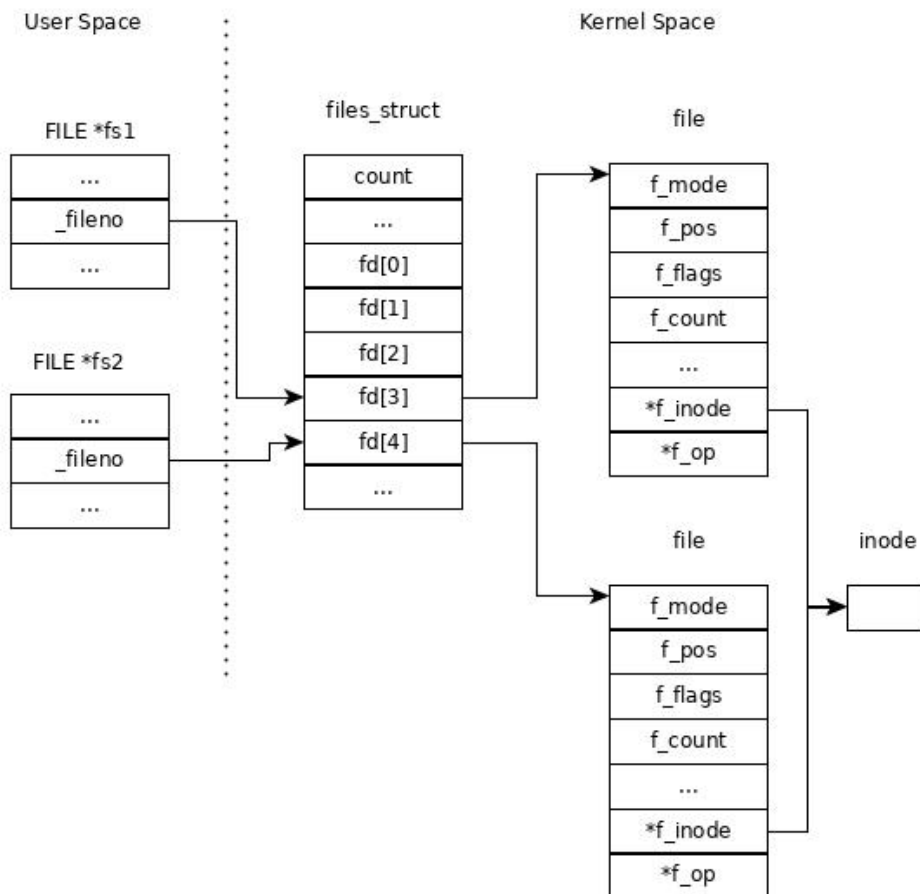 User Space
Kernel Space
FILE *fs1
...
_fileno
...
FILE *fs2
...
_fileno
...
files_struct
count
...
fd[0]
fd[1]
fd[2]
fd[3]
fd[4]
...
file
f_mode
f_pos
f_flags
f_count
...
*f_inode
*f_op
file
f_mode
f_pos
f_flags
f_count
...
*f_inode
*f_op
inode